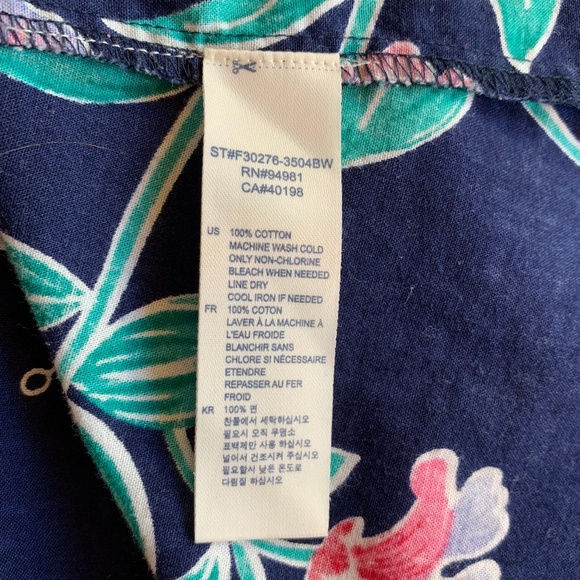 ST#F30276-3504BW
RN#94981
CA#40198
US 100% COTTON
MACHINE WASH COLD
ONLY NON-CHLORINE
BLEACH WHEN NEEDED
LINE DRY
COOL IRON IF NEEDED
FR 100% COTON
LAVER À LA MACHINE À
L'EAU FROIDE
BLANCHIR SANS
CHLORE SI NÉCESSAIRE
ETENDRE
REPASSER AU FER
FROID
KR 100% 면
찬물에서 세탁하십시오
필요시 오직 무염소
표백제만 사용 하십시오
널어서 건조시켜 주십시오
필요할시 낮은 온도로
다림질 하십시오